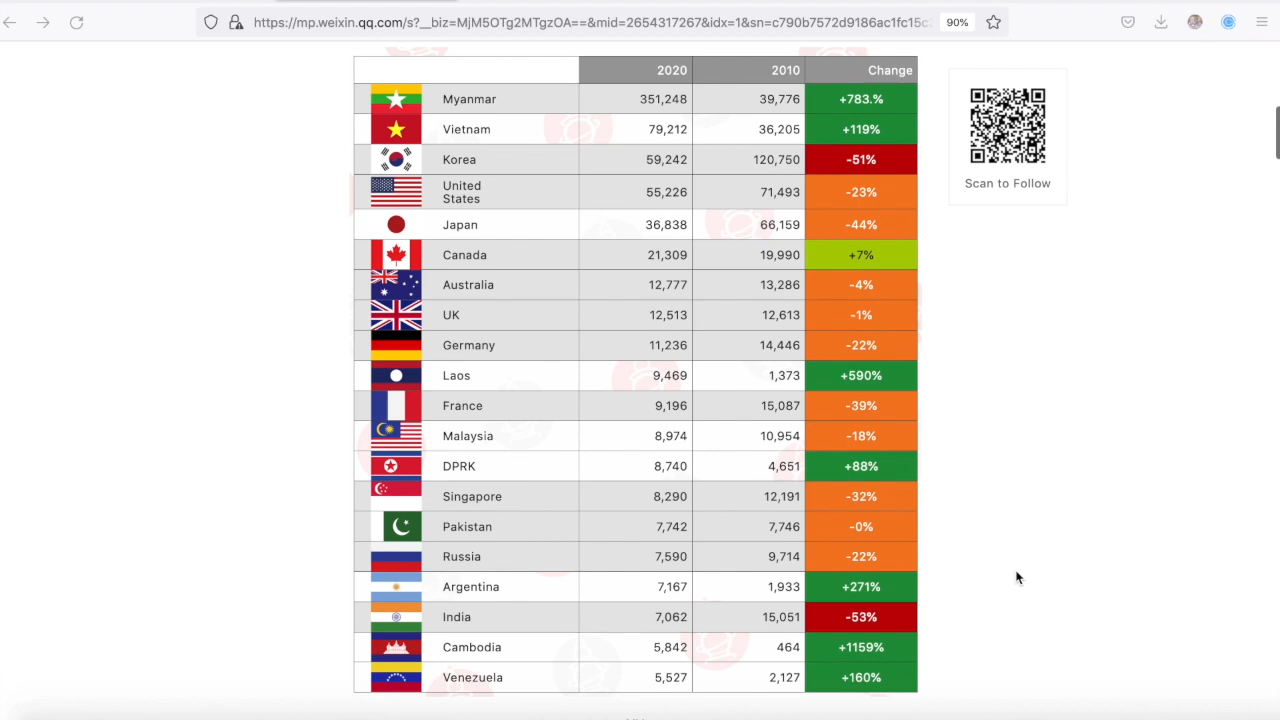 https://mp.weixin.qq.com/s?__biz=MjM5OTg2MTgzOA==&mid=2654317267&idx=1&sn=c790b7572d9186ac1fc15c
90%
2020 2010 Change
Myanmar 351,248 39,776 +783.%
Vietnam 79,212 36,205 +119%
Korea 59,242 120,750 -51%
United
States 55,226 71,493 -23%
Japan 36,838 66,159 -44%
Canada 21,309 19,990 +7%
Australia 12,777 13,286 -4%
UK 12,513 12,613 -1%
Germany 11,236 14,446 -22%
Laos 9,469 1,373 +590%
France 9,196 15,087 -39%
Malaysia 8,974 10,954 -18%
DPRK 8,740 4,651 +88%
Singapore 8,290 12,191 -32%
Pakistan 7,742 7,746 -0%
Russia 7,590 9,714 -22%
Argentina 7,167 1,933 +271%
India 7,062 15,051 -53%
Cambodia 5,842 464 +1159%
Venezuela 5,527 2,127 +160%
Scan to Follow